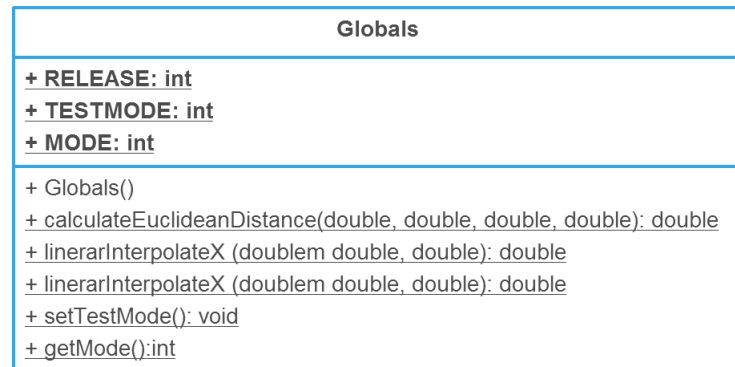 Globals
+ RELEASE: int
+ TESTMODE: int
+ MODE: int
+ Globals()
+ calculateEuclideanDistance(double, double, double, double): double
+ linerarInterpolateX (doublem double, double): double
+ linerarInterpolateX (doublem double, double): double
+ setTestMode(): void
+ getMode():int